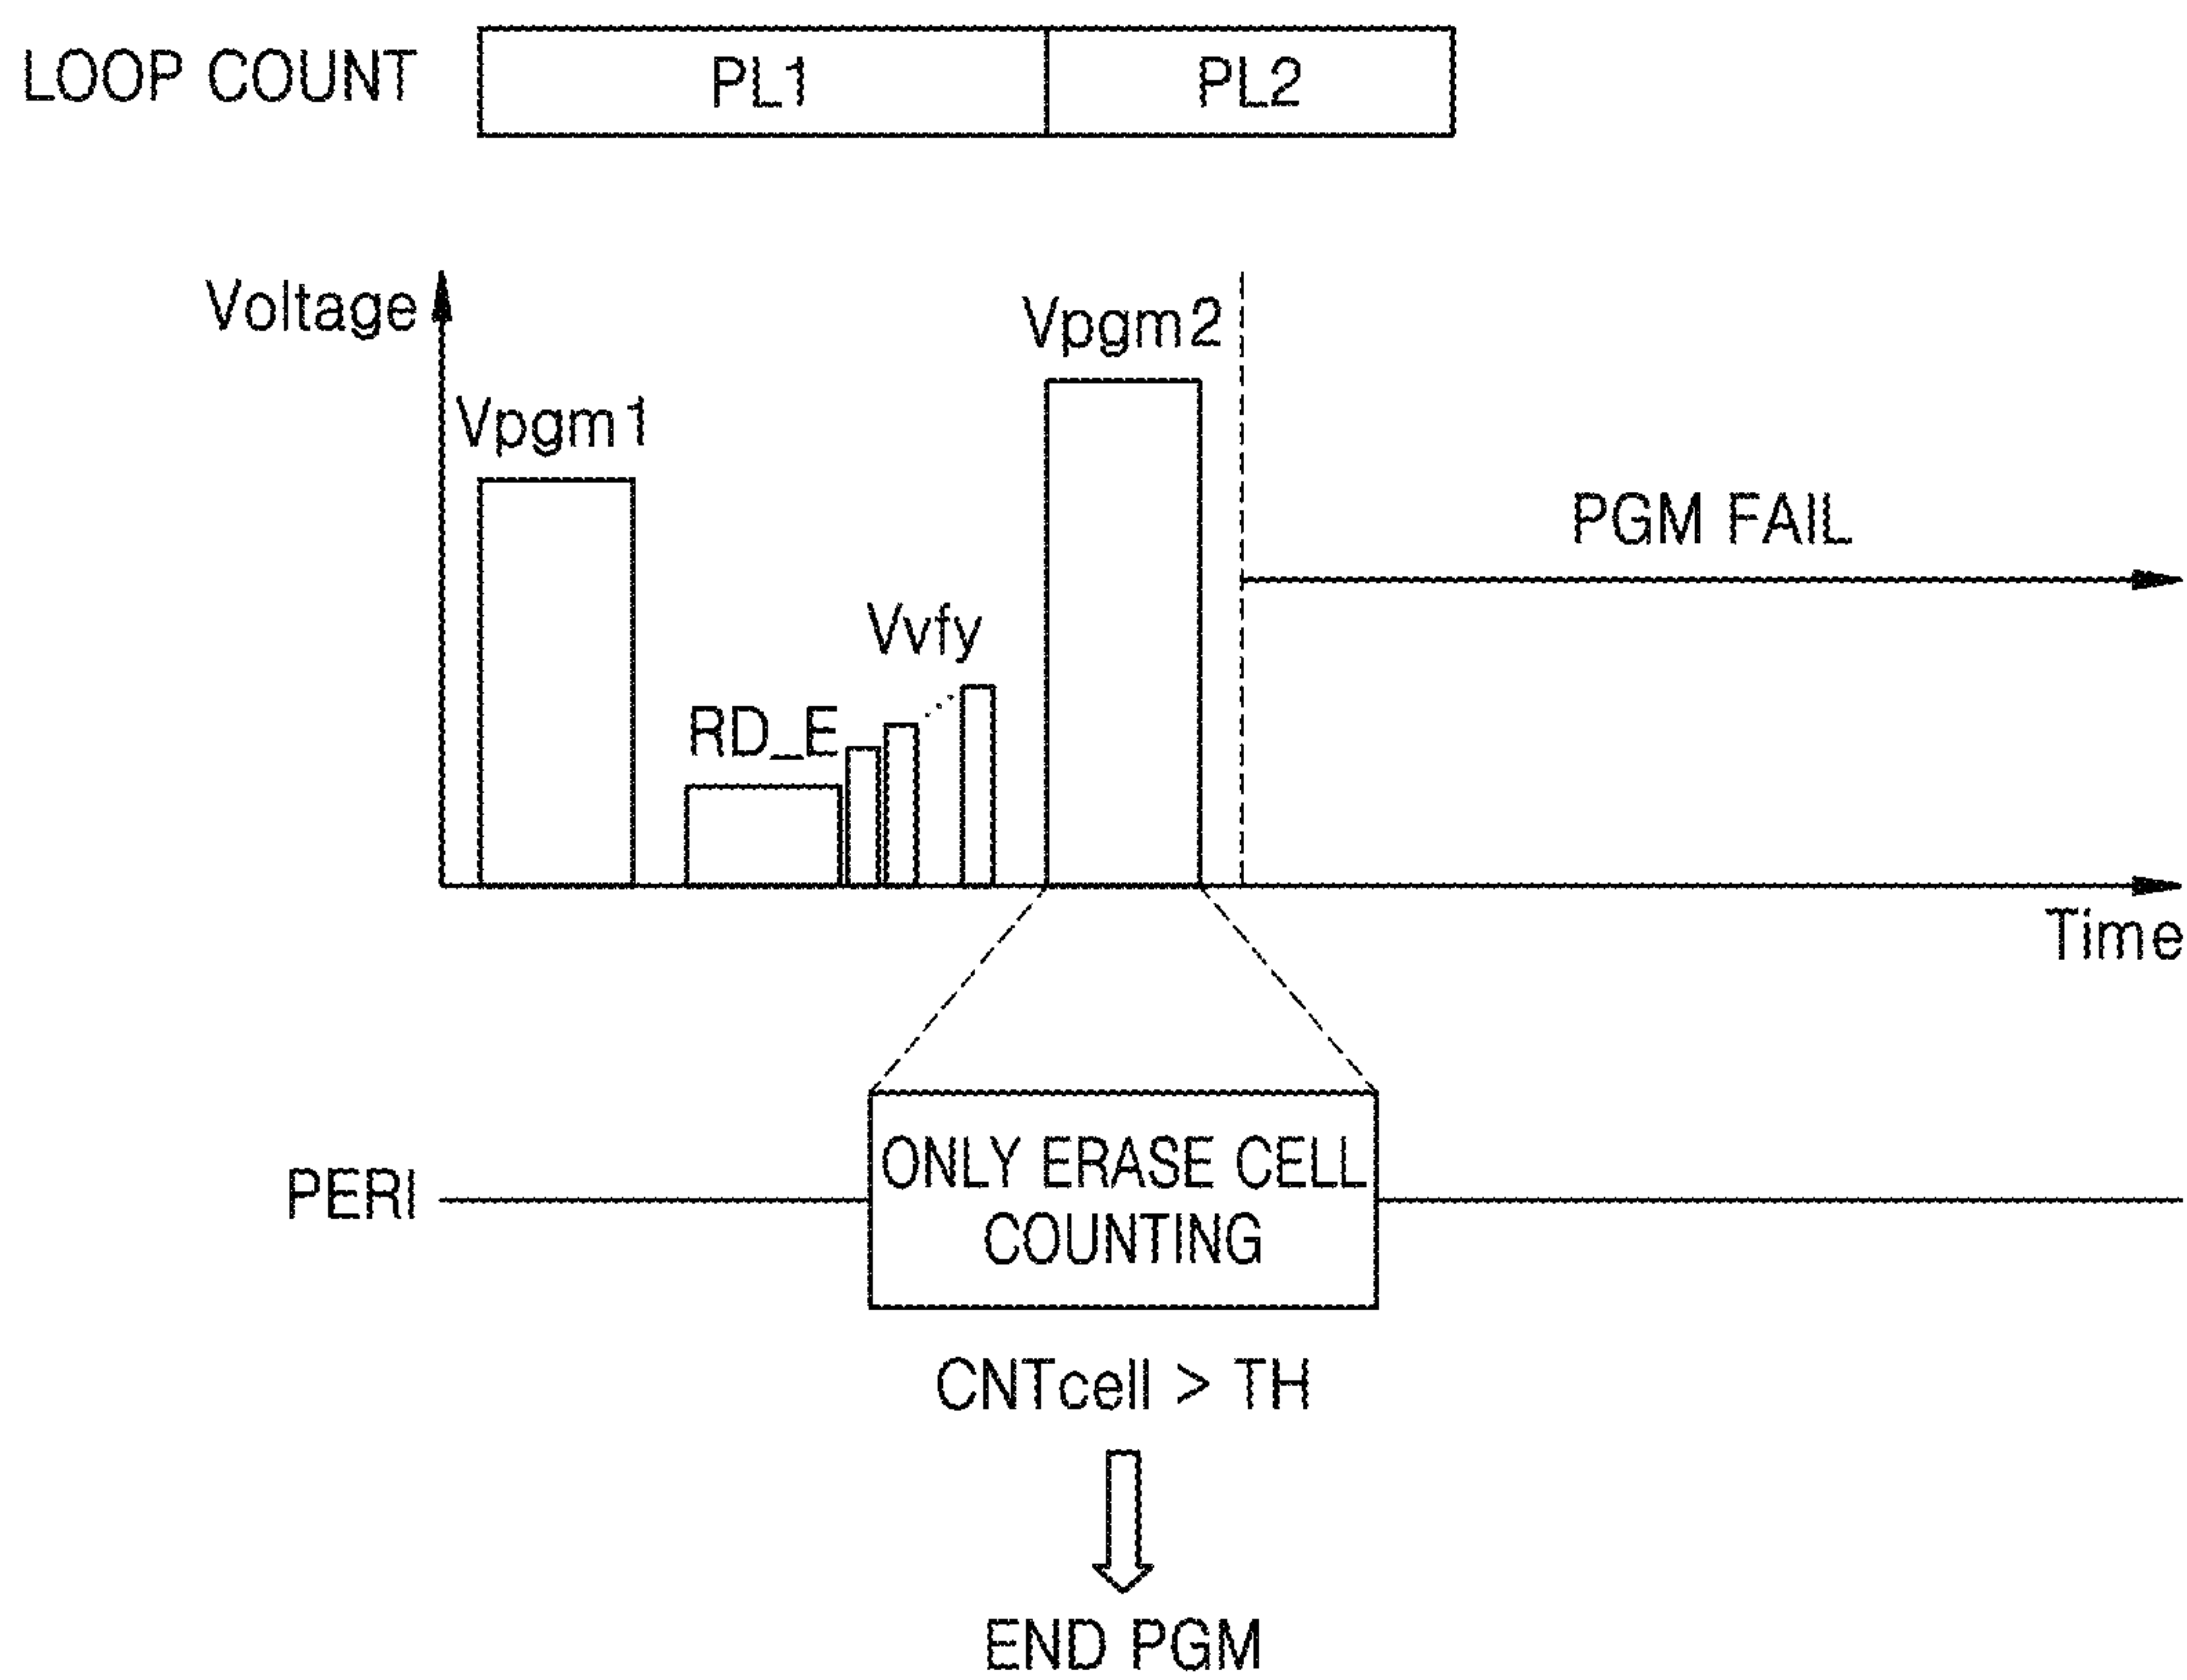 LOOP COUNT PL1 PL2
Voltage
Vpgm1
Vpgm2
PGM FAIL
Vvfy
RD_E
Time
PERI
ONLY ERASE CELL
COUNTING
CNTcell > TH
END PGM